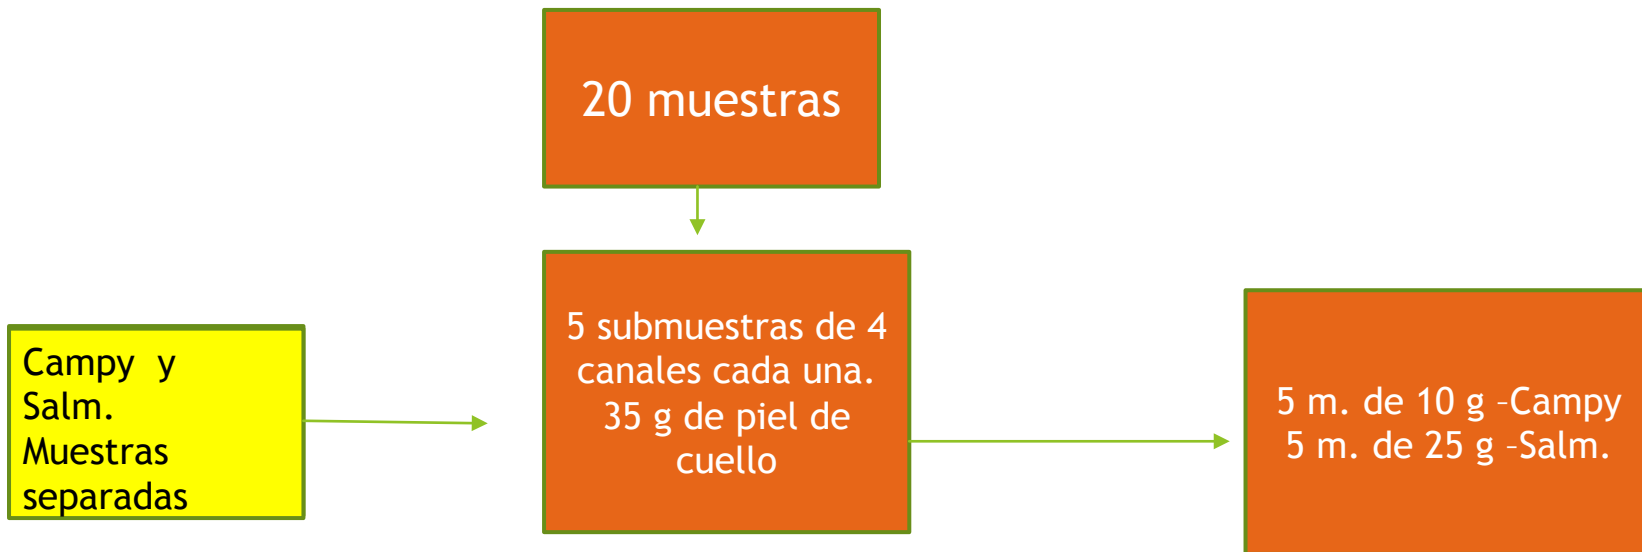 20 muestras
5 submuestras de 4
canales cada una.
35 g de piel de
cuello
Campy y
Salm.
Muestras
separadas
5 m. de 10 g –Campy
5 m. de 25 g –Salm.